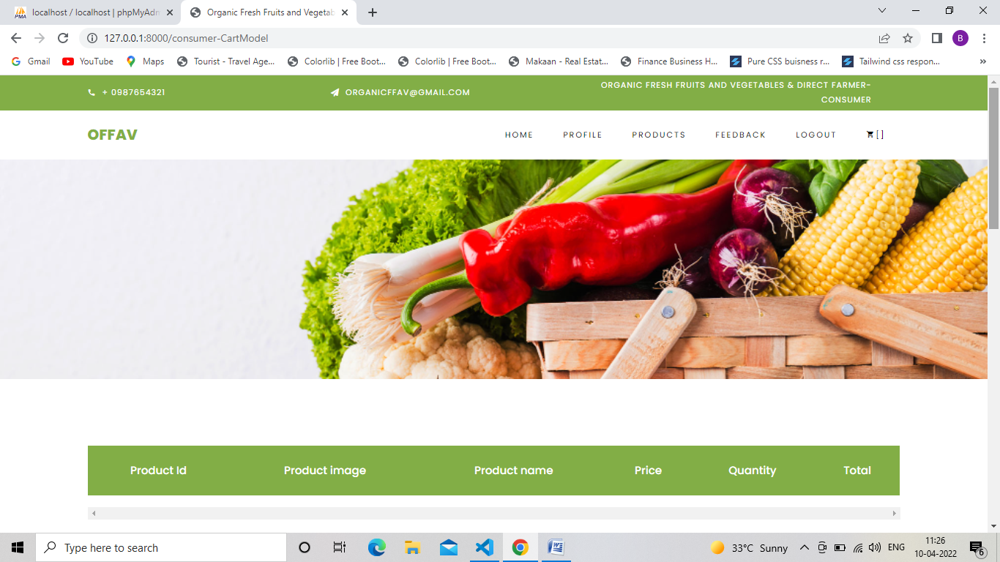 localhost / localhost | phpMyAdm
Organic Fresh Fruits and Vegetab
127.0.0.1:8000/consumer-CartModel
B
Gmail
YouTube
Maps
Tourist - Travel Age...
Colorlib | Free Boot...
Colorlib | Free Boot...
Makaan - Real Estat...
Finance Business H...
Pure CSS buisness r...
Tailwind css respon...
»
+ 0987654321
ORGANICFFAV@GMAIL.COM
ORGANIC FRESH FRUITS AND VEGETABLES & DIRECT FARMER-
CONSUMER
OFFAV
HOME
PROFILE
PRODUCTS
FEEDBACK
LOGOUT
[ ]
Product Id
Product image
Product name
Price
Quantity
Total
Type here to search
33°C Sunny
ENG
11:26
10-04-2022
6